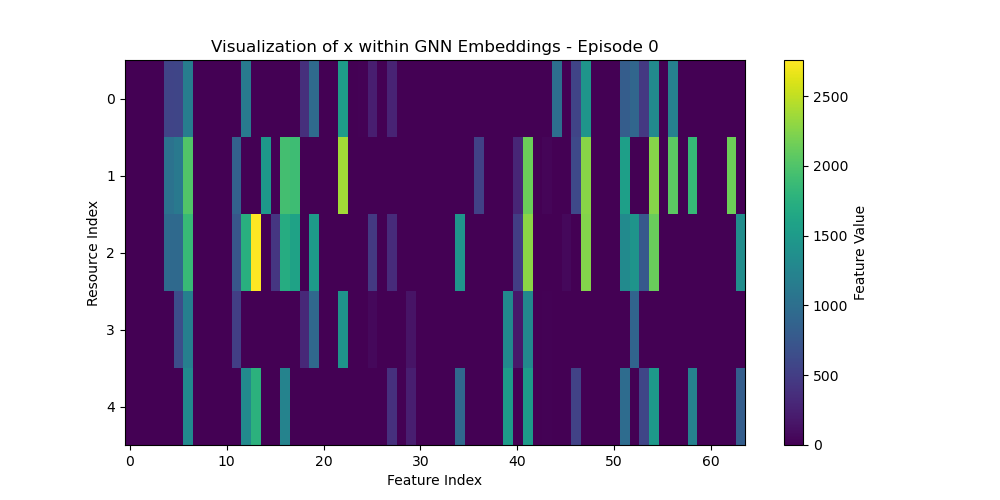 Visualization of x within GNN Embeddings - Episode 0
Resource Index
0
1
2
3
4
0 10 20 30 40 50 60
Feature Index
2500
2000
1500
1000
500
0
Feature Value